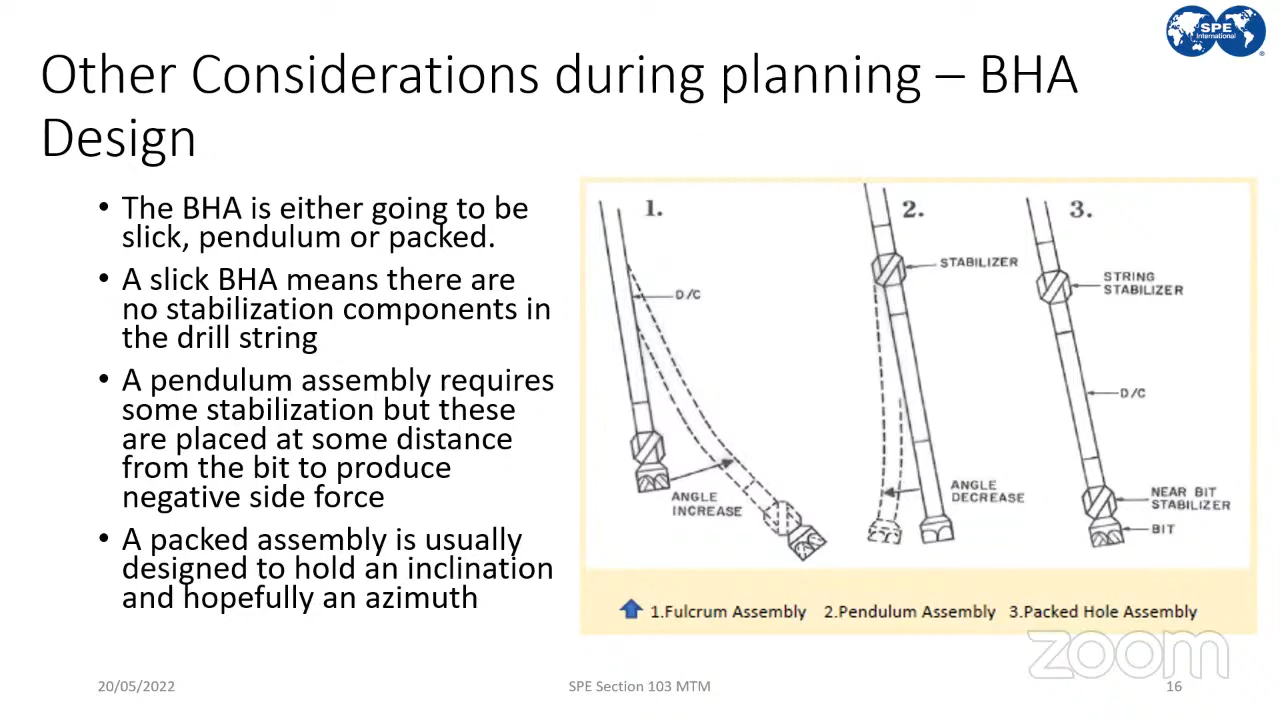 SPE
International
Other Considerations during planning – BHA
Design
• The BHA is either going to be
slick, pendulum or packed.
• A slick BHA means there are
no stabilization components in
the drill string
• A pendulum assembly requires
some stabilization but these
are placed at some distance
from the bit to produce
negative side force
• A packed assembly is usually
designed to hold an inclination
and hopefully an azimuth
1.
D/C
ANGLE
INCREASE
2.
STABILIZER
ANGLE
DECREASE
3.
STRING
STABILIZER
D/C
NEAR BIT
STABILIZER
BIT
1.Fulcrum Assembly 2.Pendulum Assembly 3.Packed Hole Assembly
zoom
20/05/2022
SPE Section 103 MTM
16